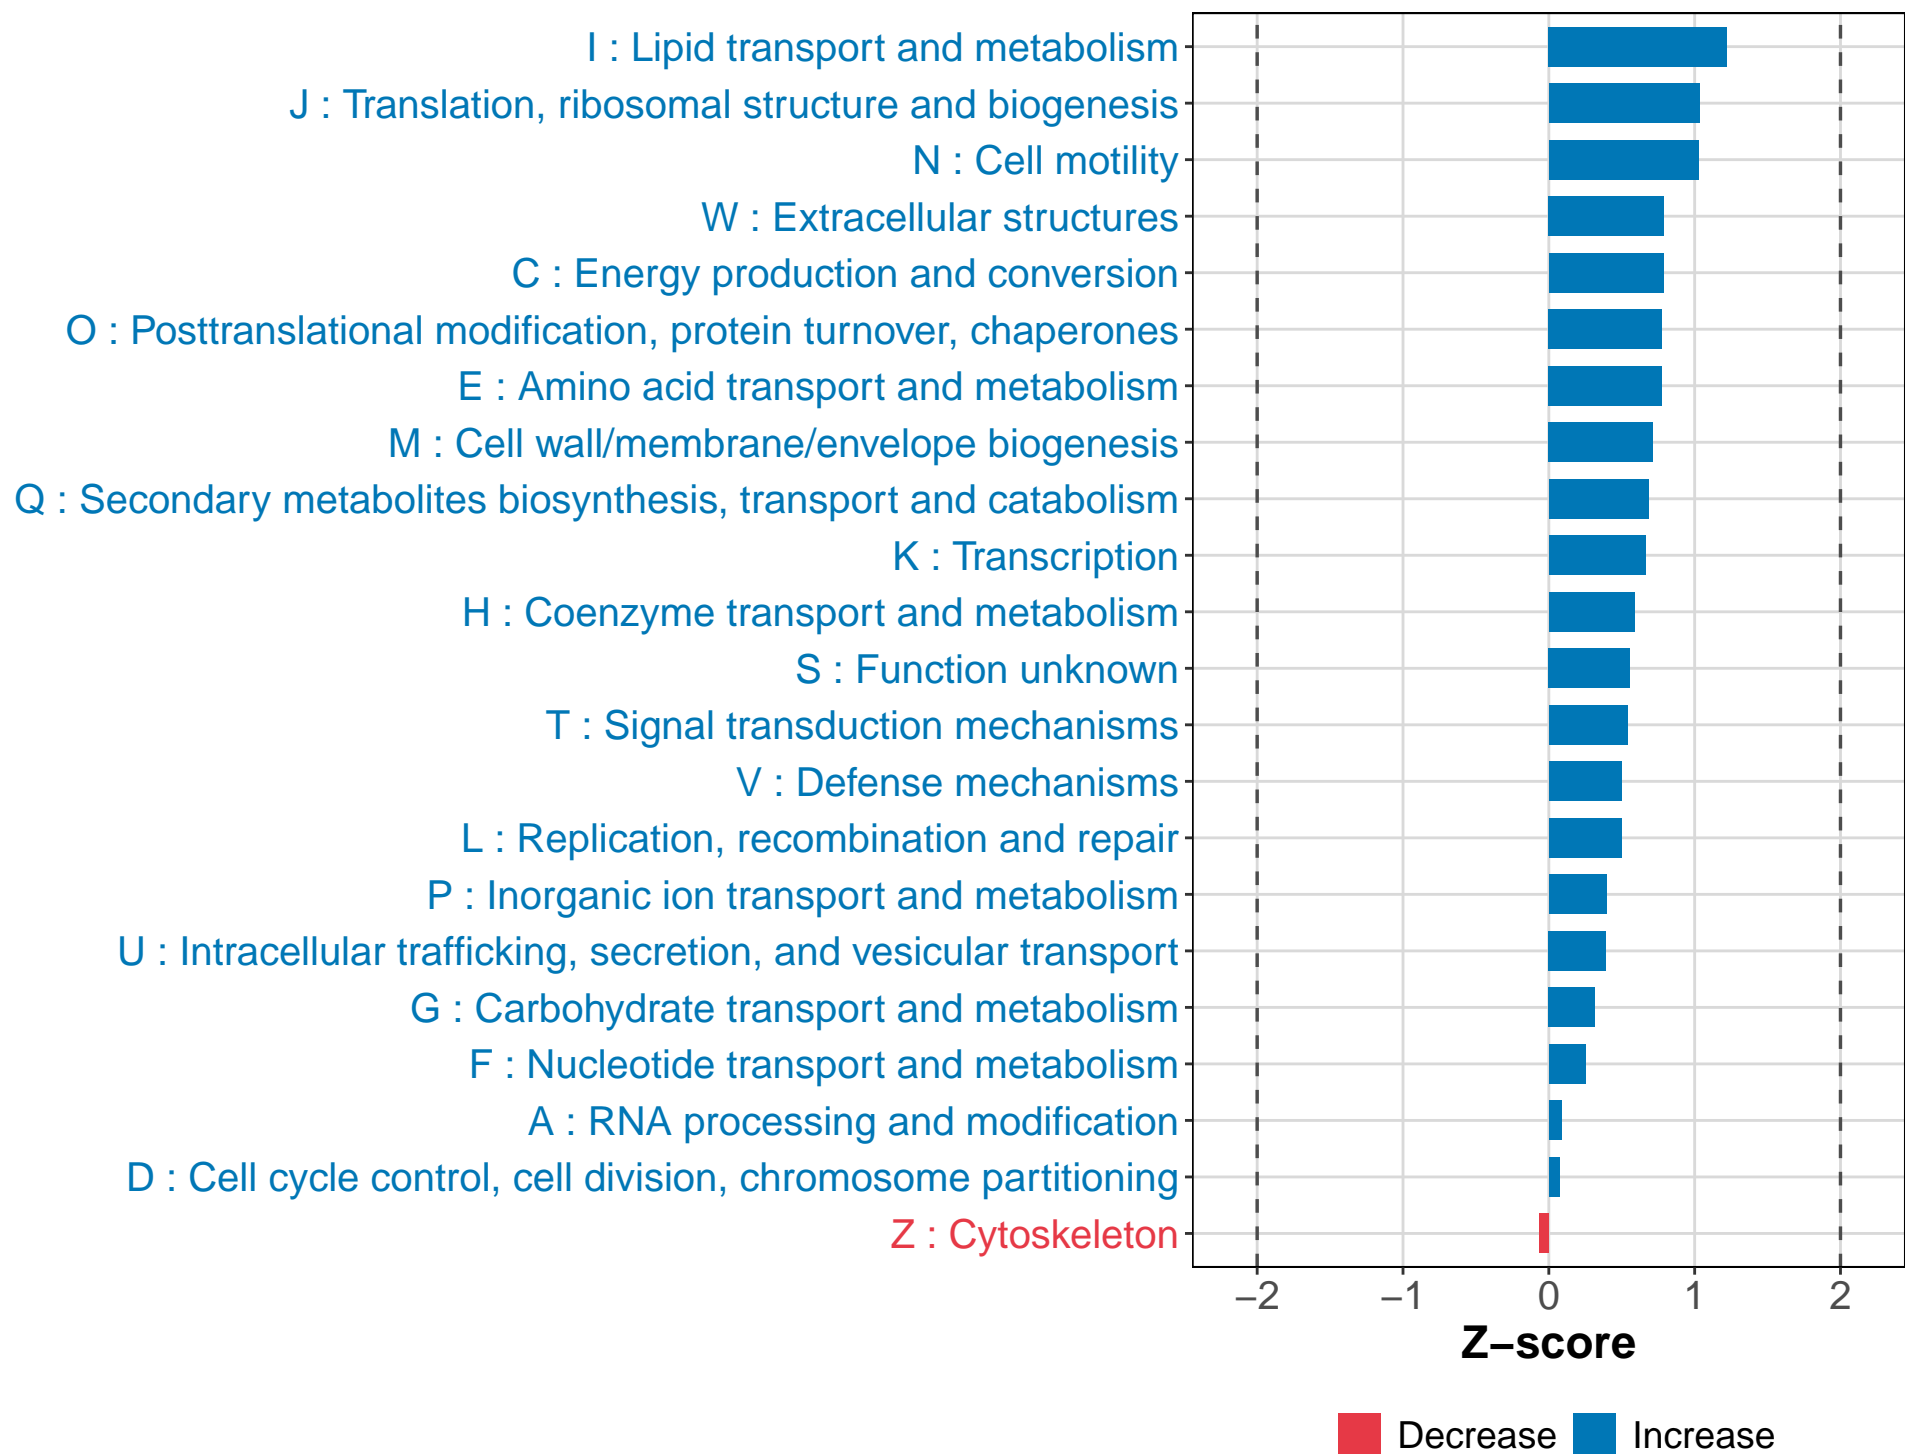 I : Lipid transport and metabolism
J : Translation, ribosomal structure and biogenesis
N : Cell motility
W : Extracellular structures
C : Energy production and conversion
O : Posttranslational modification, protein turnover, chaperones
E : Amino acid transport and metabolism
M : Cell wall/membrane/envelope biogenesis
Q : Secondary metabolites biosynthesis, transport and catabolism
K : Transcription
H : Coenzyme transport and metabolism
S : Function unknown
T : Signal transduction mechanisms
V : Defense mechanisms
L : Replication, recombination and repair
P : Inorganic ion transport and metabolism
U : Intracellular trafficking, secretion, and vesicular transport
G : Carbohydrate transport and metabolism
F : Nucleotide transport and metabolism
A : RNA processing and modification
D : Cell cycle control, cell division, chromosome partitioning
Z : Cytoskeleton
−2 −1 0 1 2
Z−score
Decrease Increase